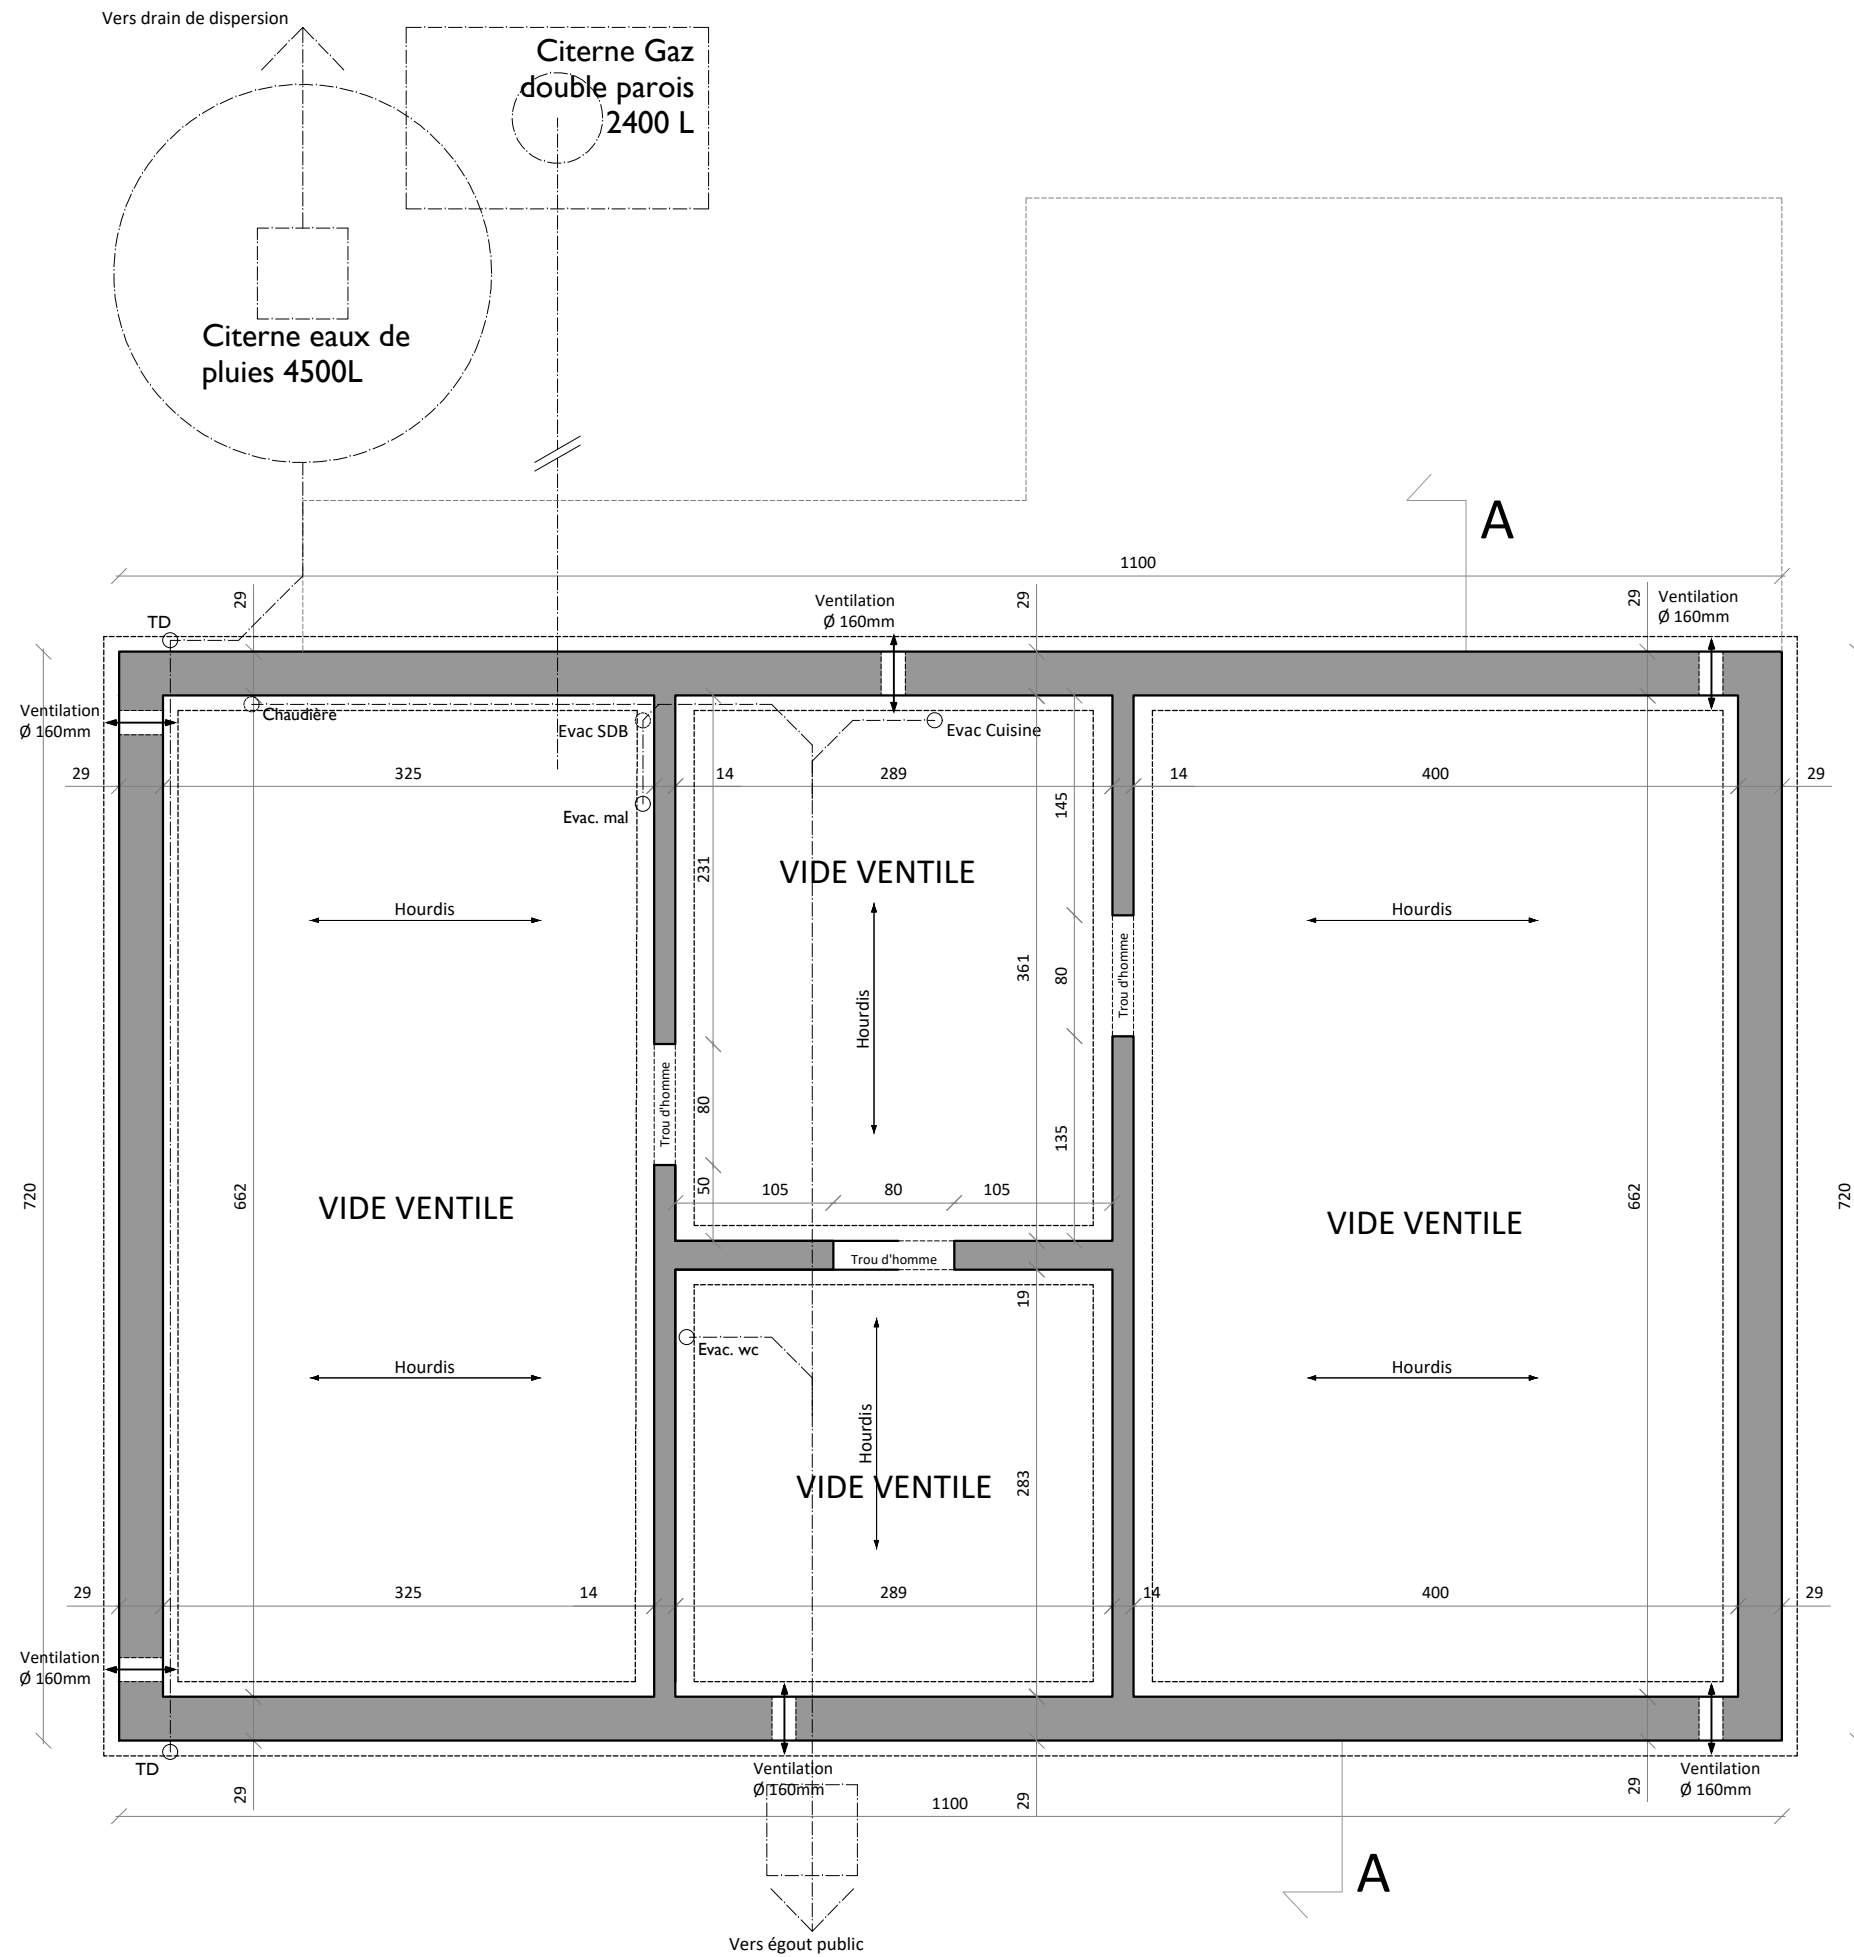 Vers drain de dispersion
Citerne Gaz
double parois
2400 L
Citerne eaux de
pluies 4500L
A
1100
29
29
29
Ventilation
Ø 160mm
Ventilation
Ø 160mm
TD
Ventilation
Ø 160mm
Chaudière
Evac SDB
Evac Cuisine
29
325
14
289
14
400
29
Evac. mal
145
231
VIDE VENTILE
Hourdis
Hourdis
361
80
Trou d'homme
Hourdis
80
Trou d'homme
135
50
105
80
105
720
662
VIDE VENTILE
VIDE VENTILE
662
720
Trou d'homme
19
Evac. wc
Hourdis
Hourdis
Hourdis
VIDE VENTILE
283
29
325
14
289
14
400
29
Ventilation
Ø 160mm
TD
Ventilation
Ø 160mm
Ventilation
Ø 160mm
29
29
29
1100
A
Vers égout public